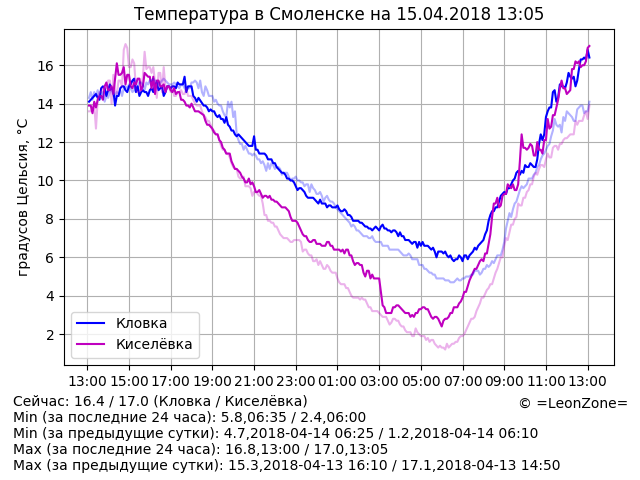 Температура в Смоленске на 15.04.2018 13:05
градусов Цельсия, °C
16
14
12
10
8
6
4
2
Кловка
Киселёвка
13:00 15:00 17:00 19:00 21:00 23:00 01:00 03:00 05:00 07:00 09:00 11:00 13:00
Сейчас: 16.4 / 17.0 (Кловка / Киселёвка)
© =LeonZone=
Min (за последние 24 часа): 5.8,06:35 / 2.4,06:00
Min (за предыдущие сутки): 4.7,2018-04-14 06:25 / 1.2,2018-04-14 06:10
Max (за последние 24 часа): 16.8,13:00 / 17.0,13:05
Max (за предыдущие сутки): 15.3,2018-04-13 16:10 / 17.1,2018-04-13 14:50